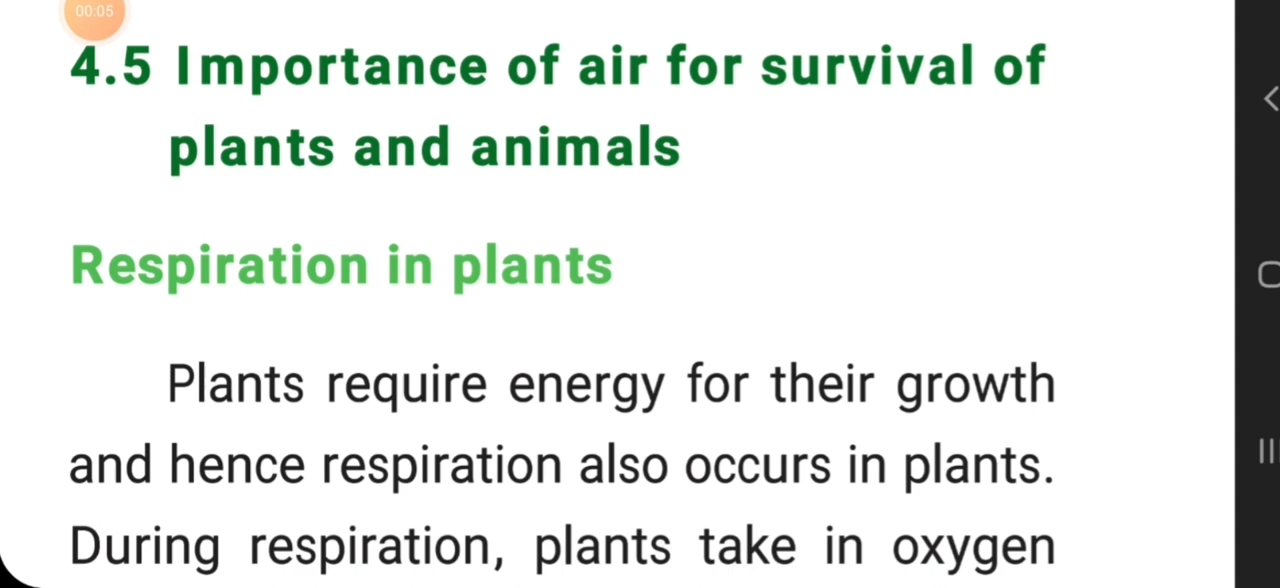 00:05
4.5 Importance of air for survival of
plants and animals
Respiration in plants
Plants require energy for their growth
and hence respiration also occurs in plants.
During respiration, plants take in oxygen